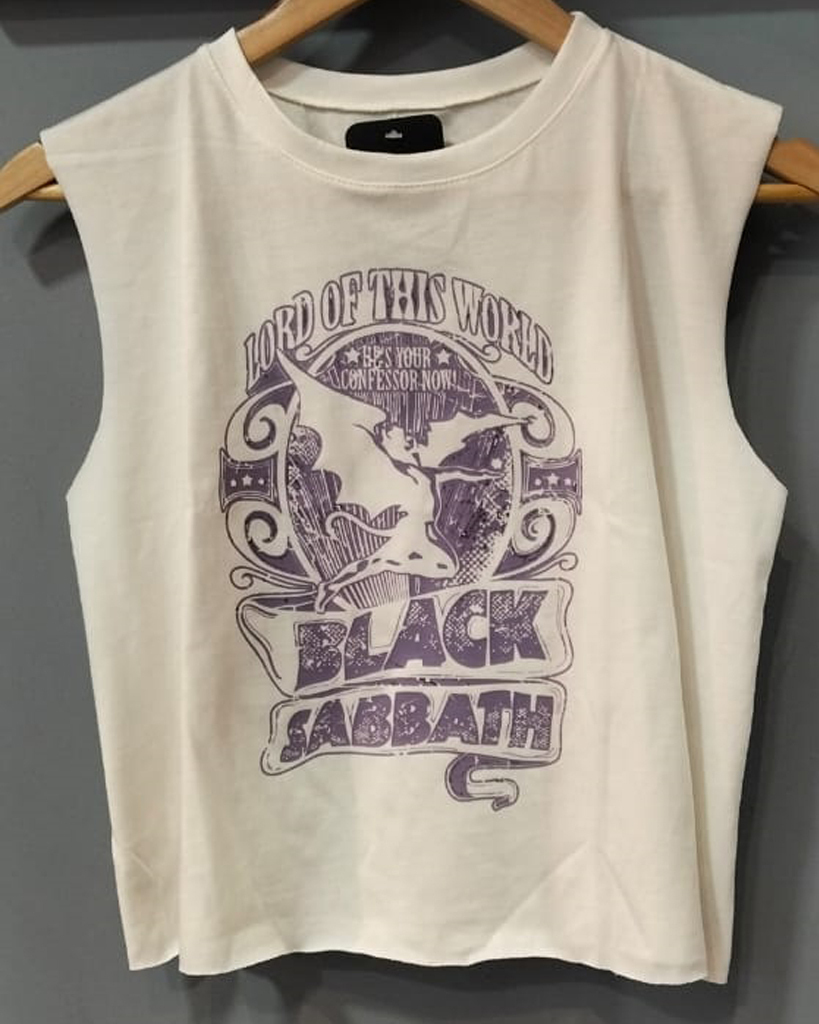 LORD OF THIS WORLD
HE'S YOUR
CONFESSOR NOW!
BLACK
SABBATH